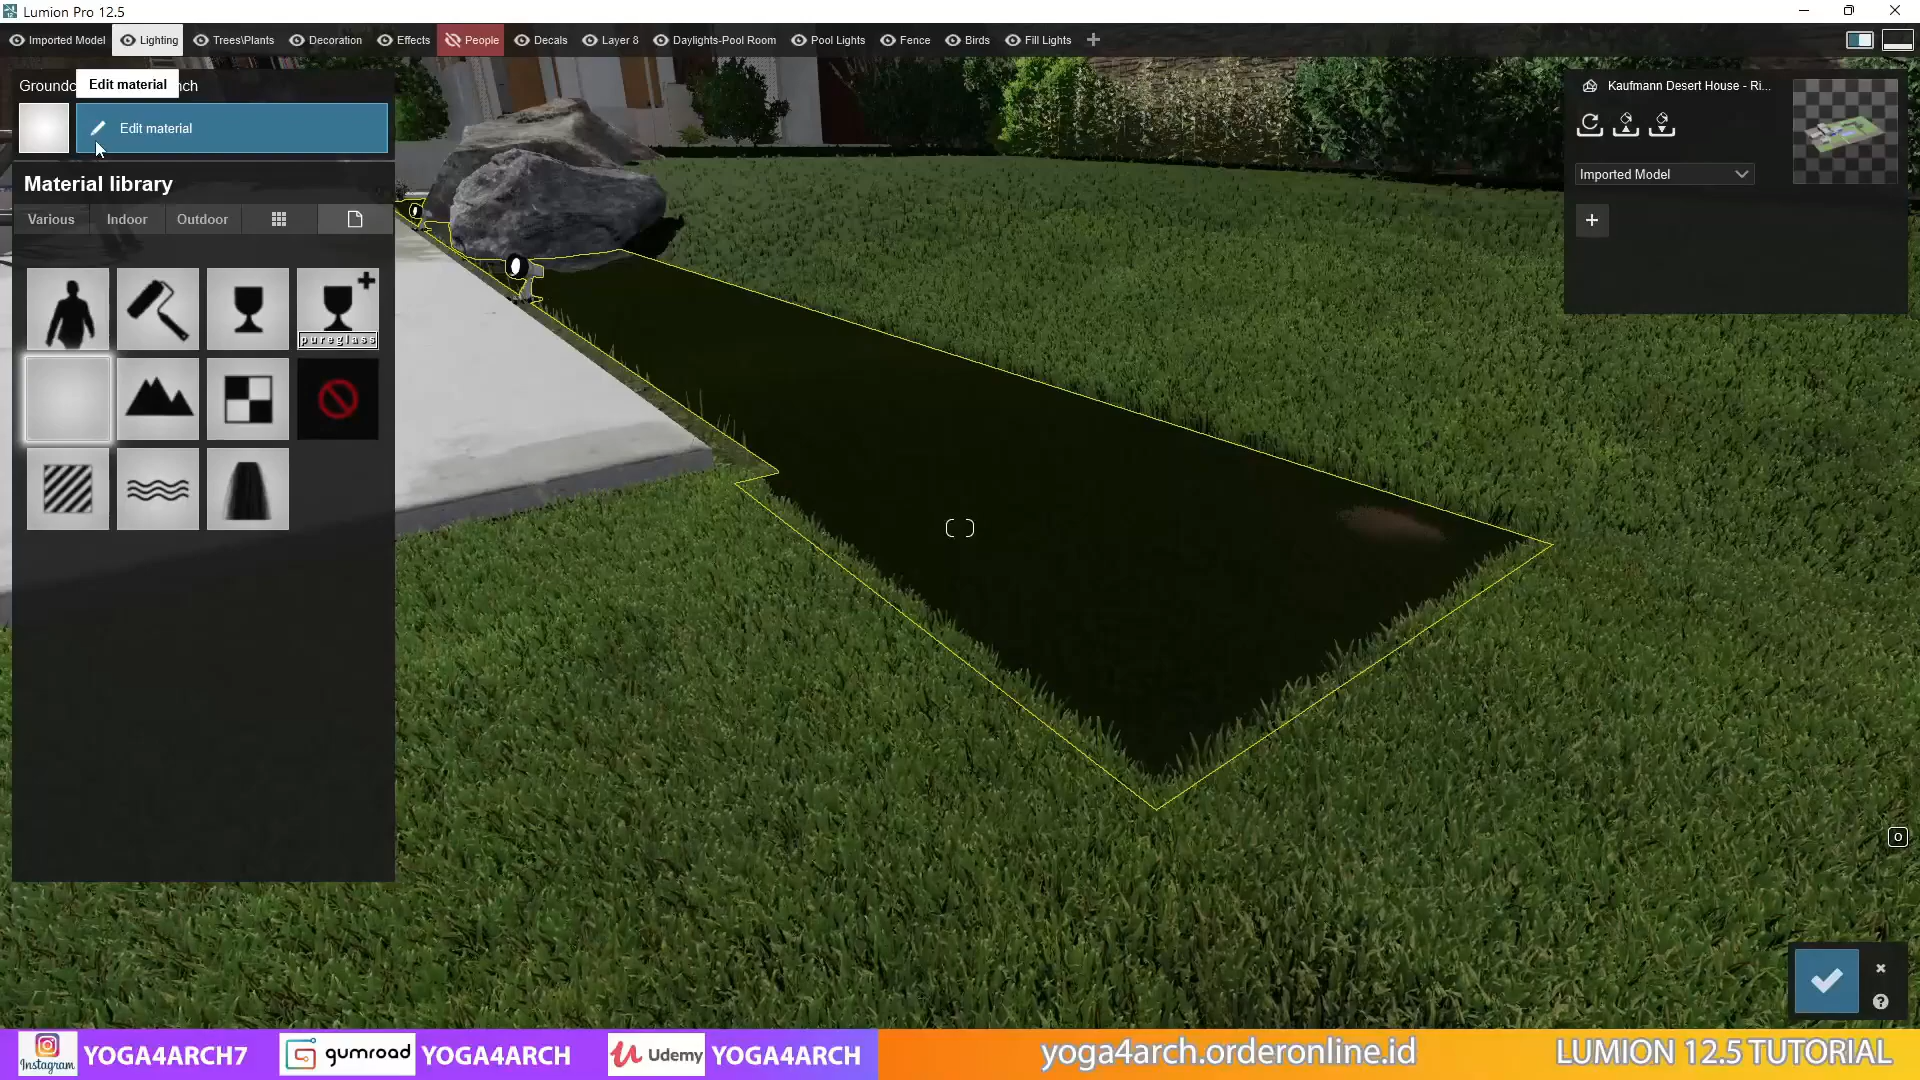 Lumion Pro 12.5
Imported Model
Lighting
Trees\Plants
Decoration
Effects
People
Decals
Layer 8
Daylights-Pool Room
Pool Lights
Fence
Birds
Fill Lights
Edit material
Edit material
Material library
Various
Indoor
Outdoor
pureglass
Kaufmann Desert House - Ri...
Imported Model
O
Instagram
YOGA4ARCH7
gumroad
YOGA4ARCH
Udemy
YOGA4ARCH
yoga4arch.orderonline.id
LUMION 12.5 TUTORIAL